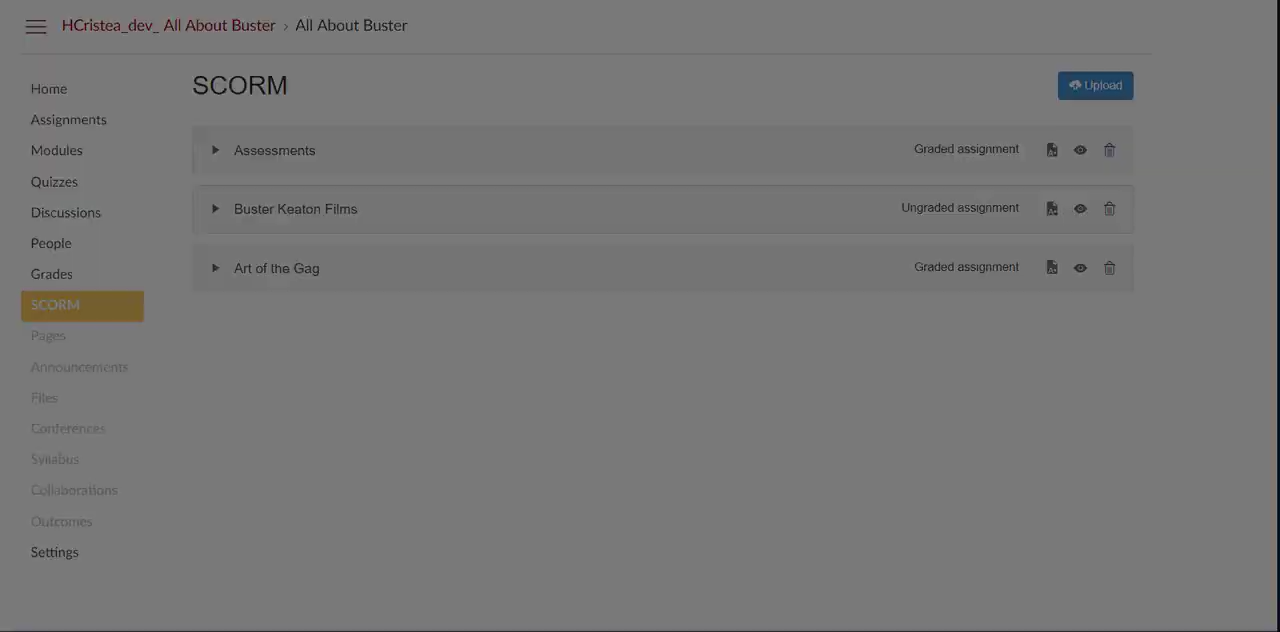 HCristea_dev_ All About Buster › All About Buster
Home
Assignments
Modules
Quizzes
Discussions
People
Grades
SCORM
Pages
Announcements
Files
Conferences
Syllabus
Collaborations
Outcomes
Settings
SCORM
Upload
Assessments Graded assignment
Buster Keaton Films Ungraded assignment
Art of the Gag Graded assignment